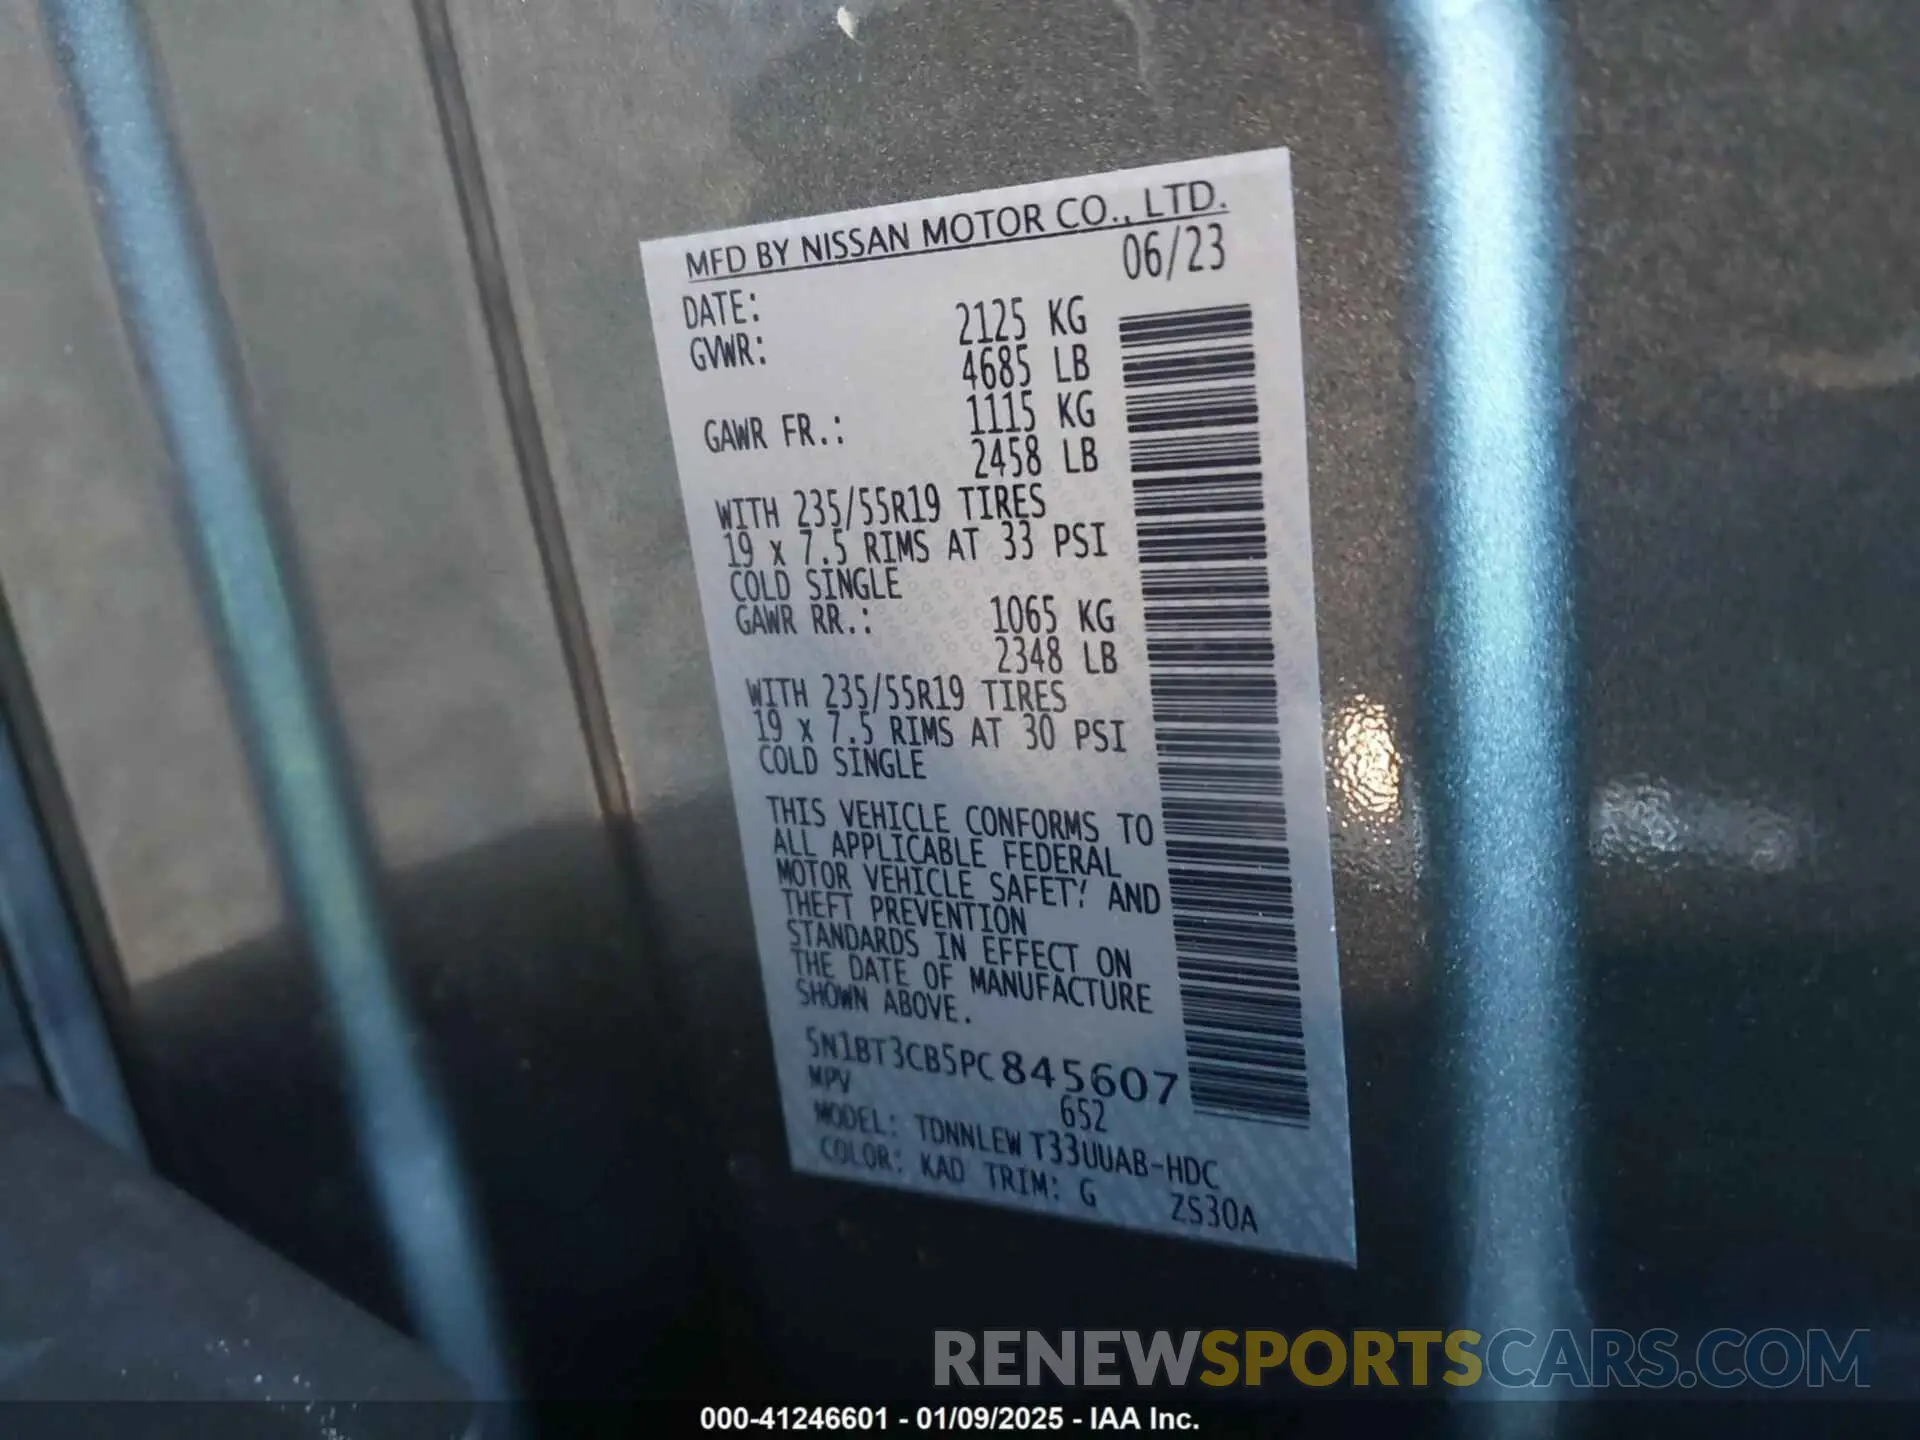 MFD BY NISSAN MOTOR CO., LTD.
DATE: 06/23
GVWR: 2125 KG
4685 LB
GAWR FR.: 1115 KG
2458 LB
WITH 235/55R19 TIRES
19 X 7.5 RIMS AT 33 PSI
COLD SINGLE
GAWR RR.: 1065 KG
2348 LB
WITH 235/55R19 TIRES
19 X 7.5 RIMS AT 30 PSI
COLD SINGLE
THIS VEHICLE CONFORMS TO
ALL APPLICABLE FEDERAL
MOTOR VEHICLE SAFETY, AND
THEFT PREVENTION
STANDARDS IN EFFECT ON
THE DATE OF MANUFACTURE
SHOWN ABOVE.
5N1BT3CB5PC845607
MPV 652
MODEL: TDNNLEW T33UUAB-HDC
COLOR: KAD TRIM: G ZS30A
RENEWSPORTSCARS.COM
000-41246601 - 01/09/2025 - IAA Inc.